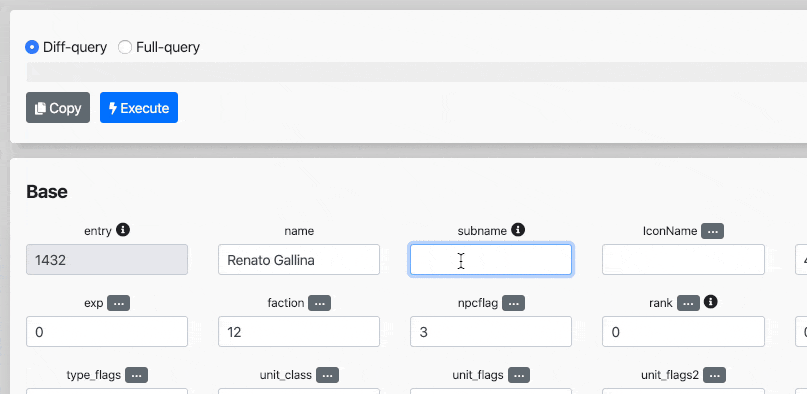 Diff-query Full-query
Copy Execute
Base
entry name subname IconName ...
1432 Renato Gallina
exp ... faction ... npcflag ... rank ...
0 12 3 0
type_flags ... unit_class ... unit_flags ... unit_flags2 ...